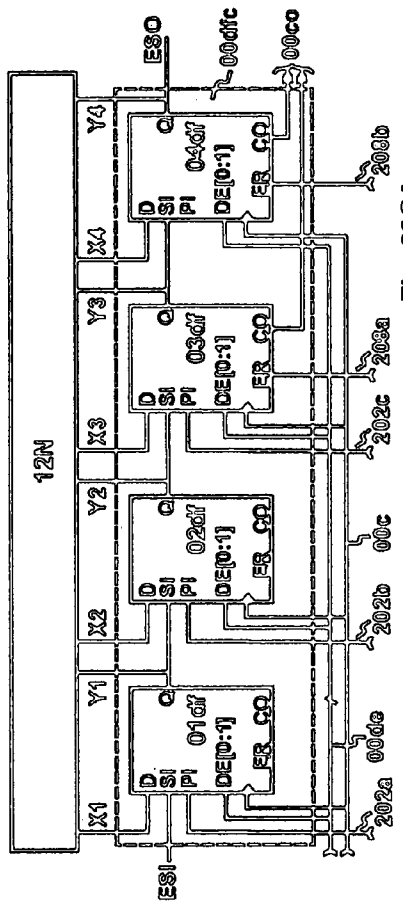 12N
X1 Y1 X2 Y2 X3 Y3 X4 Y4
ESI
D
SI Q
PI
01df
DE[0:1]
ER CO
D
SI Q
PI
02df
DE[0:1]
ER CO
D
SI Q
PI
03df
DE[0:1]
ER CO
D
SI Q
PI
04df
DE[0:1]
ER CO
ESO
00dfc
00co
202a
00de
202b
00c
202c